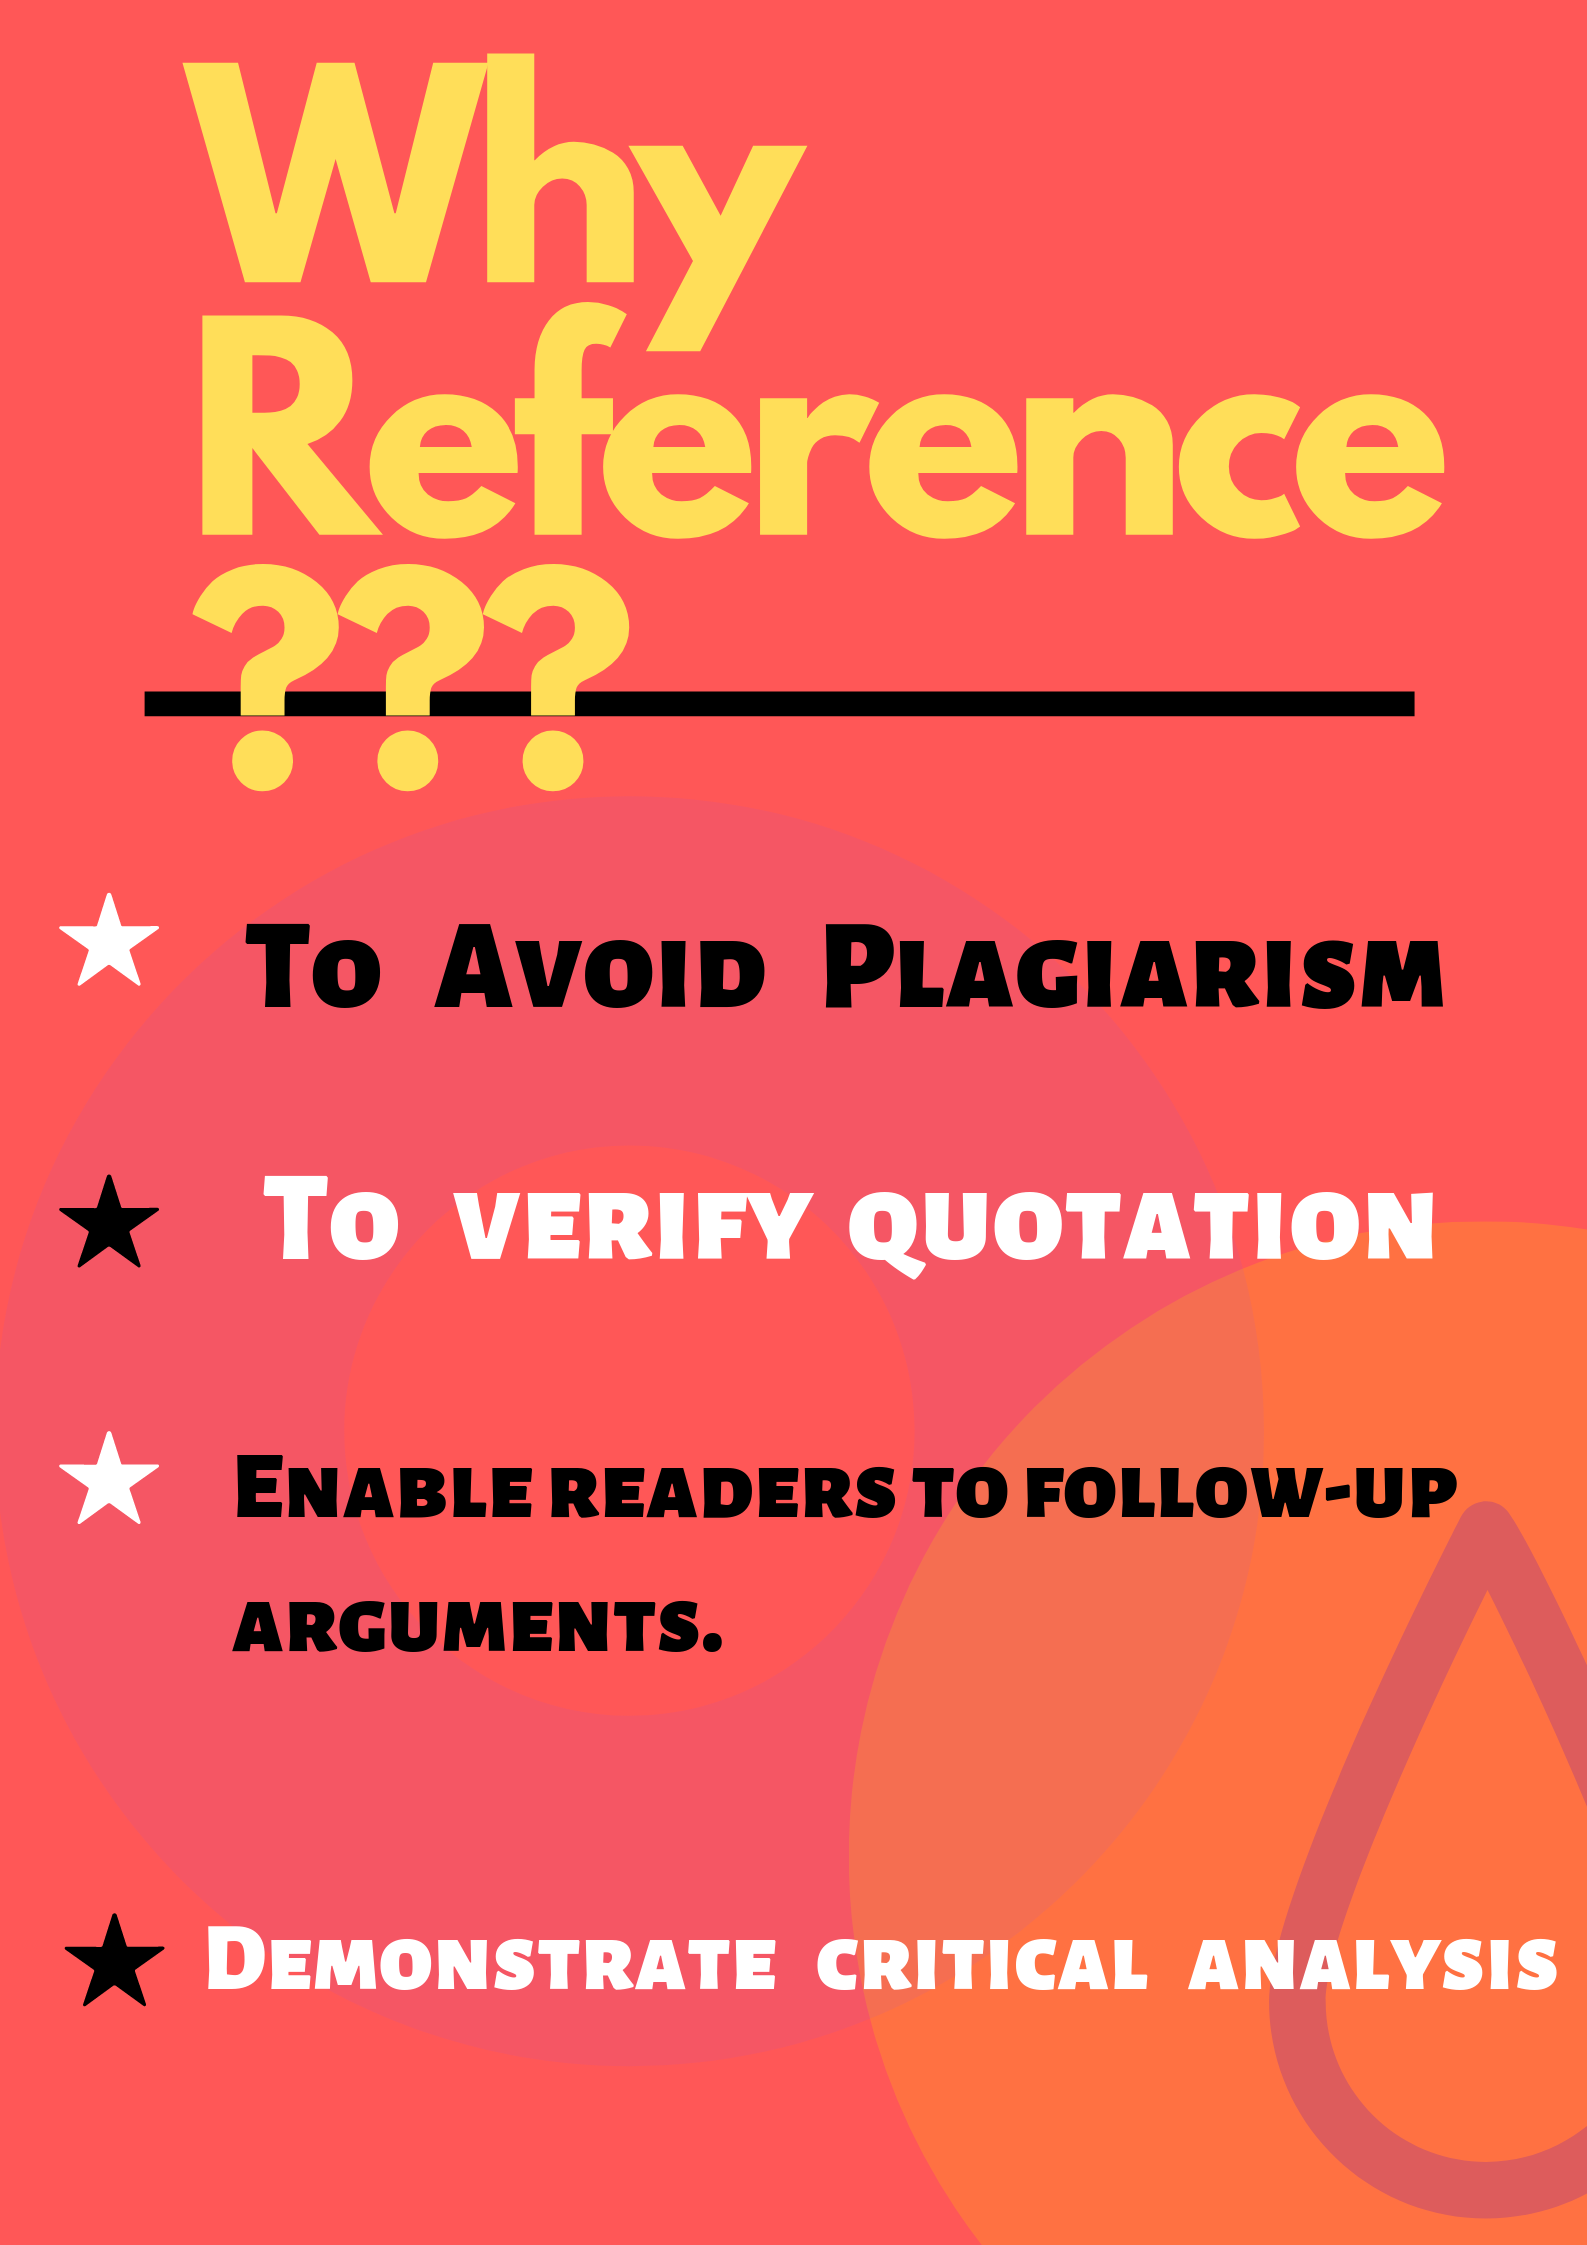 Why
Reference
???
To Avoid Plagiarism
To verify quotation
Enable readers to follow-up
arguments.
Demonstrate critical analysis